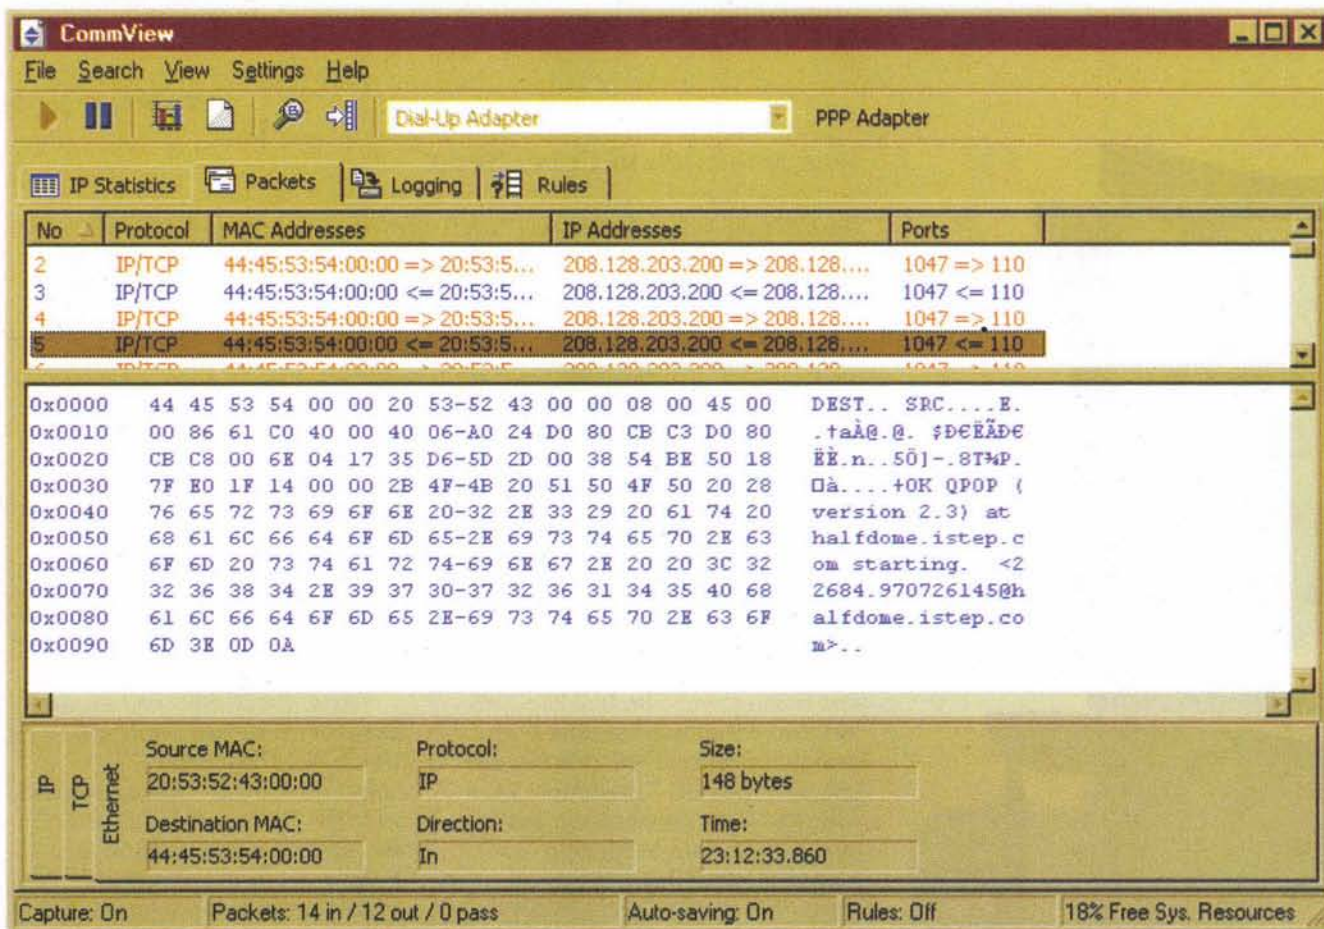 CommView
File Search View Settings Help
Dial-Up Adapter PPP Adapter
IP Statistics Packets Logging Rules
No Protocol MAC Addresses IP Addresses Ports
2 IP/TCP 44:45:53:54:00:00 => 20:53:5... 208.128.203.200 => 208.128.... 1047 => 110
3 IP/TCP 44:45:53:54:00:00 <= 20:53:5... 208.128.203.200 <= 208.128.... 1047 <= 110
4 IP/TCP 44:45:53:54:00:00 => 20:53:5... 208.128.203.200 => 208.128.... 1047 => 110
5 IP/TCP 44:45:53:54:00:00 <= 20:53:5... 208.128.203.200 <= 208.128.... 1047 <= 110
0x0000 44 45 53 54 00 00 20 53-52 43 00 00 08 00 45 00 DEST.. SRC....E.
0x0010 00 86 61 C0 40 00 40 06-A0 24 D0 80 CB C3 D0 80 .†aÀ@.@. $Ð€ËÃÐ€
0x0020 CB C8 00 6E 04 17 35 D6-5D 2D 00 38 54 BE 50 18 ËÈ.n..5Ö]-.8T¾P.
0x0030 7F E0 1F 14 00 00 2B 4F-4B 20 51 50 4F 50 20 28 □à....+OK QPOP (
0x0040 76 65 72 73 69 6F 6E 20-32 2E 33 29 20 61 74 20 version 2.3) at
0x0050 68 61 6C 66 64 6F 6D 65-2E 69 73 74 65 70 2E 63 halfdome.istep.c
0x0060 6F 6D 20 73 74 61 72 74-69 6E 67 2E 20 20 3C 32 om starting.  <2
0x0070 32 36 38 34 2E 39 37 30-37 32 36 31 34 35 40 68 2684.970726145@h
0x0080 61 6C 66 64 6F 6D 65 2E-69 73 74 65 70 2E 63 6F alfdome.istep.co
0x0090 6D 3E 0D 0A m>..
IP TCP Ethernet
Source MAC: Protocol: Size:
20:53:52:43:00:00 IP 148 bytes
Destination MAC: Direction: Time:
44:45:53:54:00:00 In 23:12:33.860
Capture: On Packets: 14 in / 12 out / 0 pass Auto-saving: On Rules: Off 18% Free Sys. Resources